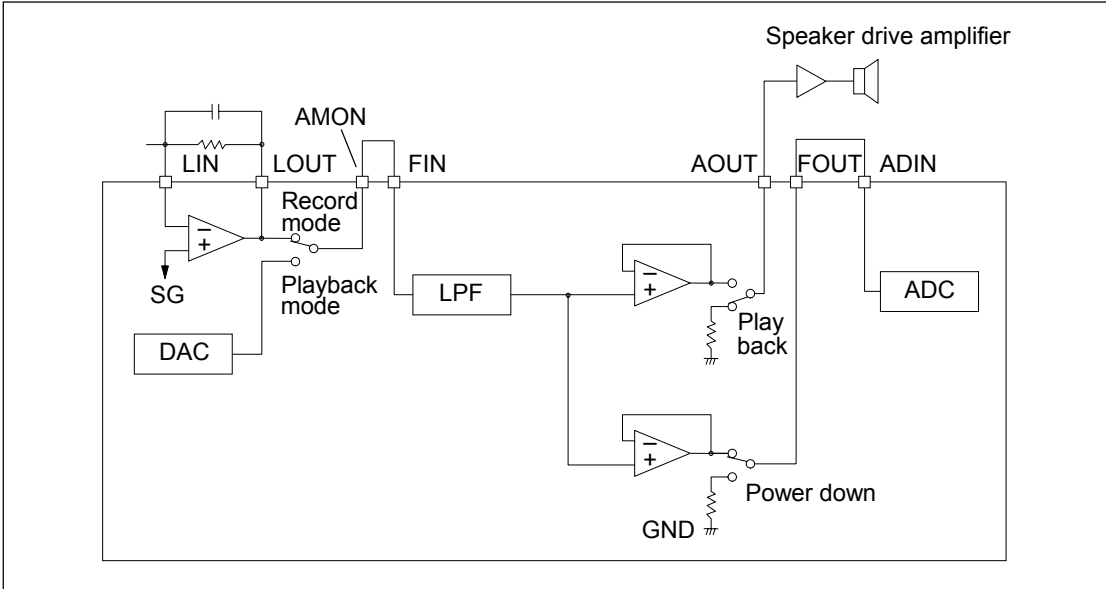 Speaker drive amplifier
AMON
LIN
LOUT
FIN
AOUT
FOUT
ADIN
Record
mode
−
+
SG
Playback
mode
DAC
LPF
−
+
Play
back
ADC
−
+
Power down
GND